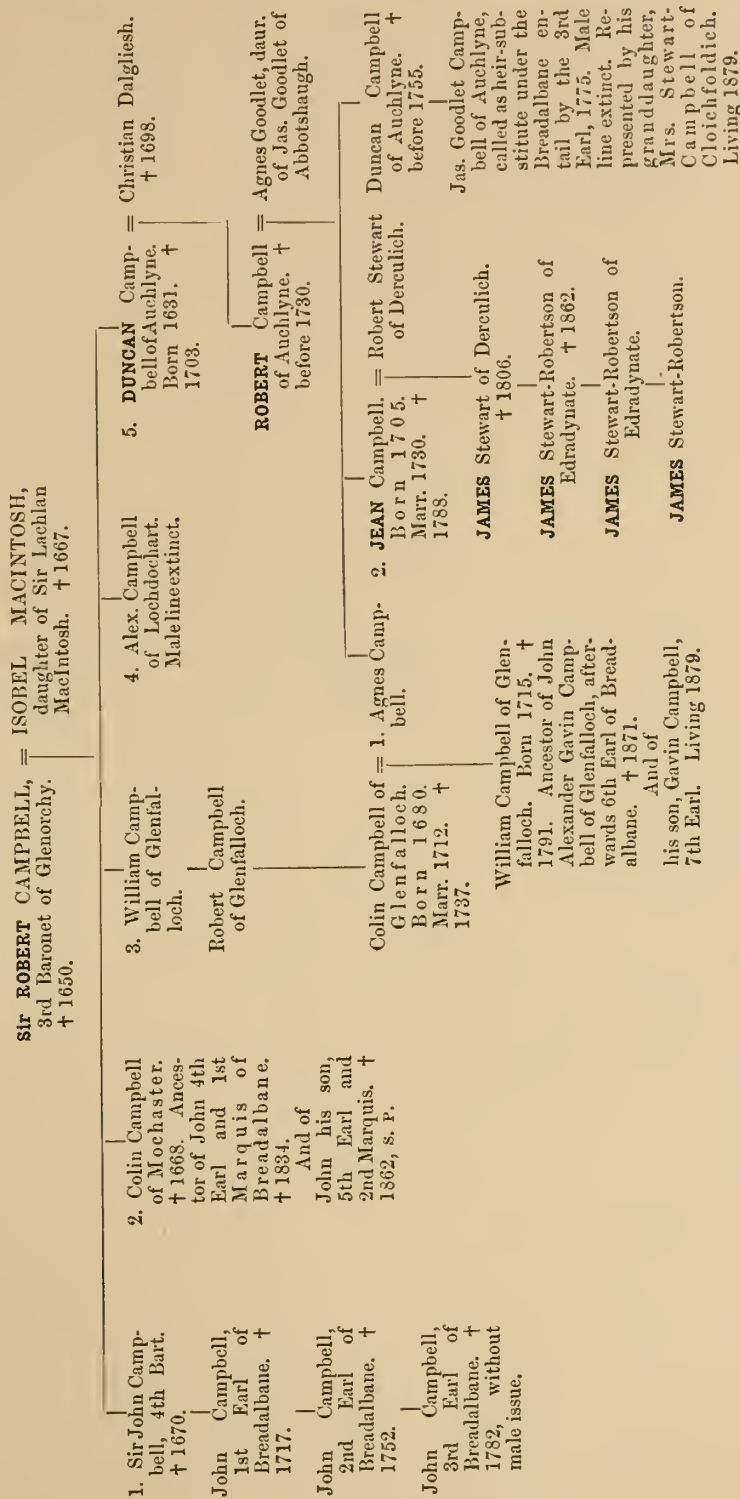 Sir ROBERT CAMPBELL,
3rd Baronet of Glenorchy.
† 1650.
= ISOBEL MACINTOSH,
daughter of Sir Lachlan
MacIntosh. † 1667.
1. Sir John Camp-
bell, 4th Bart.
† 1670.
John Campbell,
1st Earl of
Breadalbane. †
1717.
John Campbell,
2nd Earl of
Breadalbane. †
1752.
John Campbell,
3rd Earl of
Breadalbane. †
1782, without
male issue.
2. Colin Campbell
of Mochaster.
† 1668. Ances-
tor of John 4th
Earl and 1st
Marquis of
Breadalbane.
† 1834.
And of
John his son,
5th Earl and
2nd Marquis. †
1862, s. P.
3. William Camp-
bell of Glenfal-
loch.
Robert Campbell
of Glenfalloch.
Colin Campbell of
Glenfalloch.
Born 1680.
Marr. 1712. †
1737.
= 1. Agnes Camp-
bell.
William Campbell of Glen-
falloch. Born 1715. †
1791. Ancestor of John
Alexander Gavin Camp-
bell of Glenfalloch, after-
wards 6th Earl of Bread-
albane. † 1871.
And of
his son, Gavin Campbell,
7th Earl. Living 1879.
4. Alex. Campbell
of Lochdochart.
Male line extinct.
5. DUNCAN Camp-
bell of Auchlyne.
Born 1631. †
1703.
= Christian Dalgliesh.
† 1698.
ROBERT Campbell
of Auchlyne. †
before 1730.
= Agnes Goodlet, daur.
of Jas. Goodlet of
Abbotshaugh.
2. JEAN Campbell.
Born 1705.
Marr. 1730. †
1788.
= Robert Stewart
of Derculich.
JAMES Stewart of Derculich.
† 1806.
JAMES Stewart-Robertson of
Edradynate. † 1862.
JAMES Stewart-Robertson of
Edradynate.
JAMES Stewart-Robertson.
Duncan Campbell
of Auchlyne. †
before 1755.
Jas. Goodlet Camp-
bell of Auchlyne,
called as heir-sub-
stitute under the
Breadalbane en-
tail by the 3rd
Earl, 1775. Male
line extinct. Re-
presented by his
granddaughter,
Mrs. Stewart-
Campbell of
Cloichfoldich.
Living 1879.